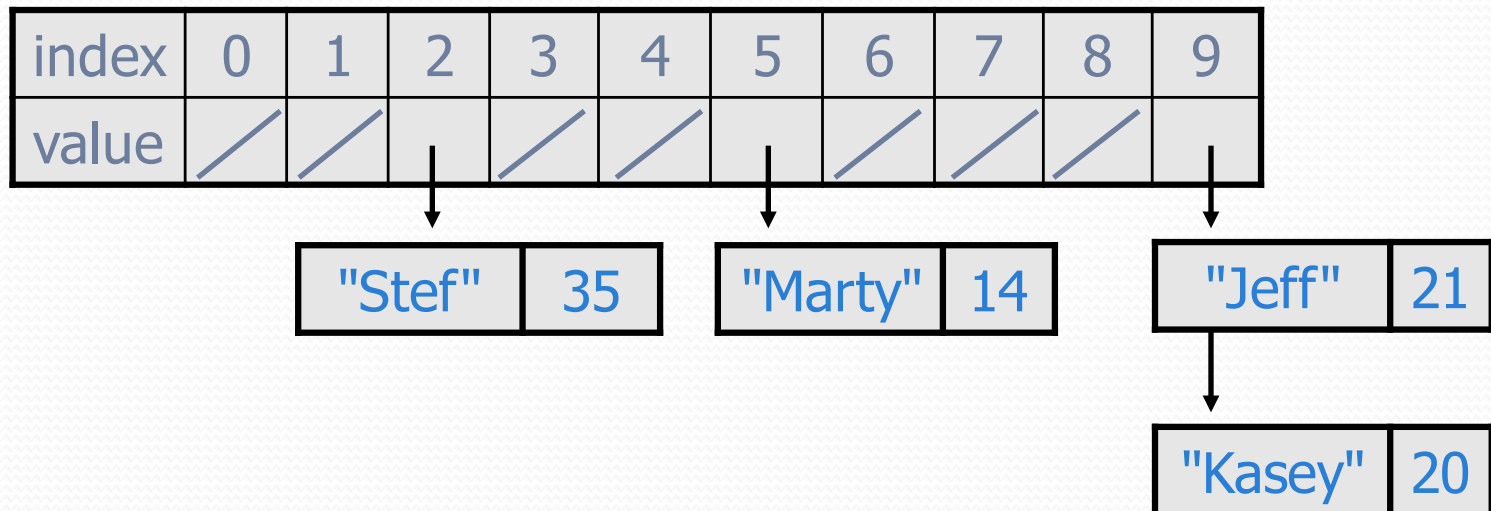 index 0 1 2 3 4 5 6 7 8 9
value
"Stef" 35 "Marty" 14 "Jeff" 21
"Kasey" 20